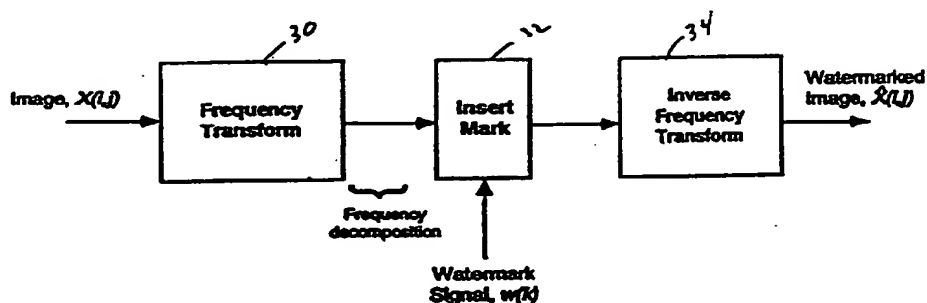 30
32
34
Image, X(i,j)
Frequency
Transform
Insert
Mark
Inverse
Frequency
Transform
Watermarked
Image, X̂(i,j)
Frequency
decomposition
Watermark
Signal, w(k)